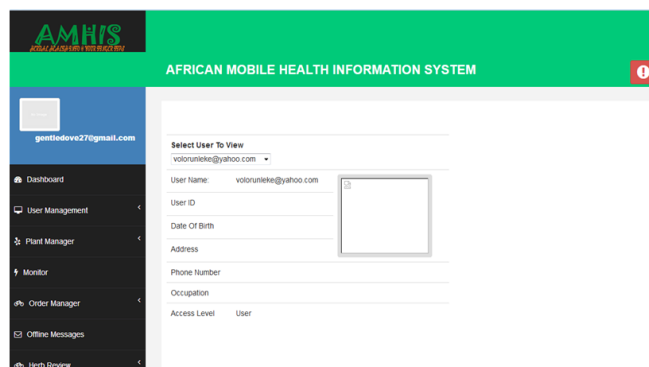 AMHIS
AFRICAN MOBILE HEALTH INFORMATION SYSTEM
gentledove27@gmail.com
Select User To View
volorunleke@yahoo.com
Dashboard
User Name: volorunleke@yahoo.com
User Management
User ID
Date Of Birth
Plant Manager
Address
Monitor
Phone Number
Occupation
Order Manager
Access Level User
Offline Messages
Herb Review